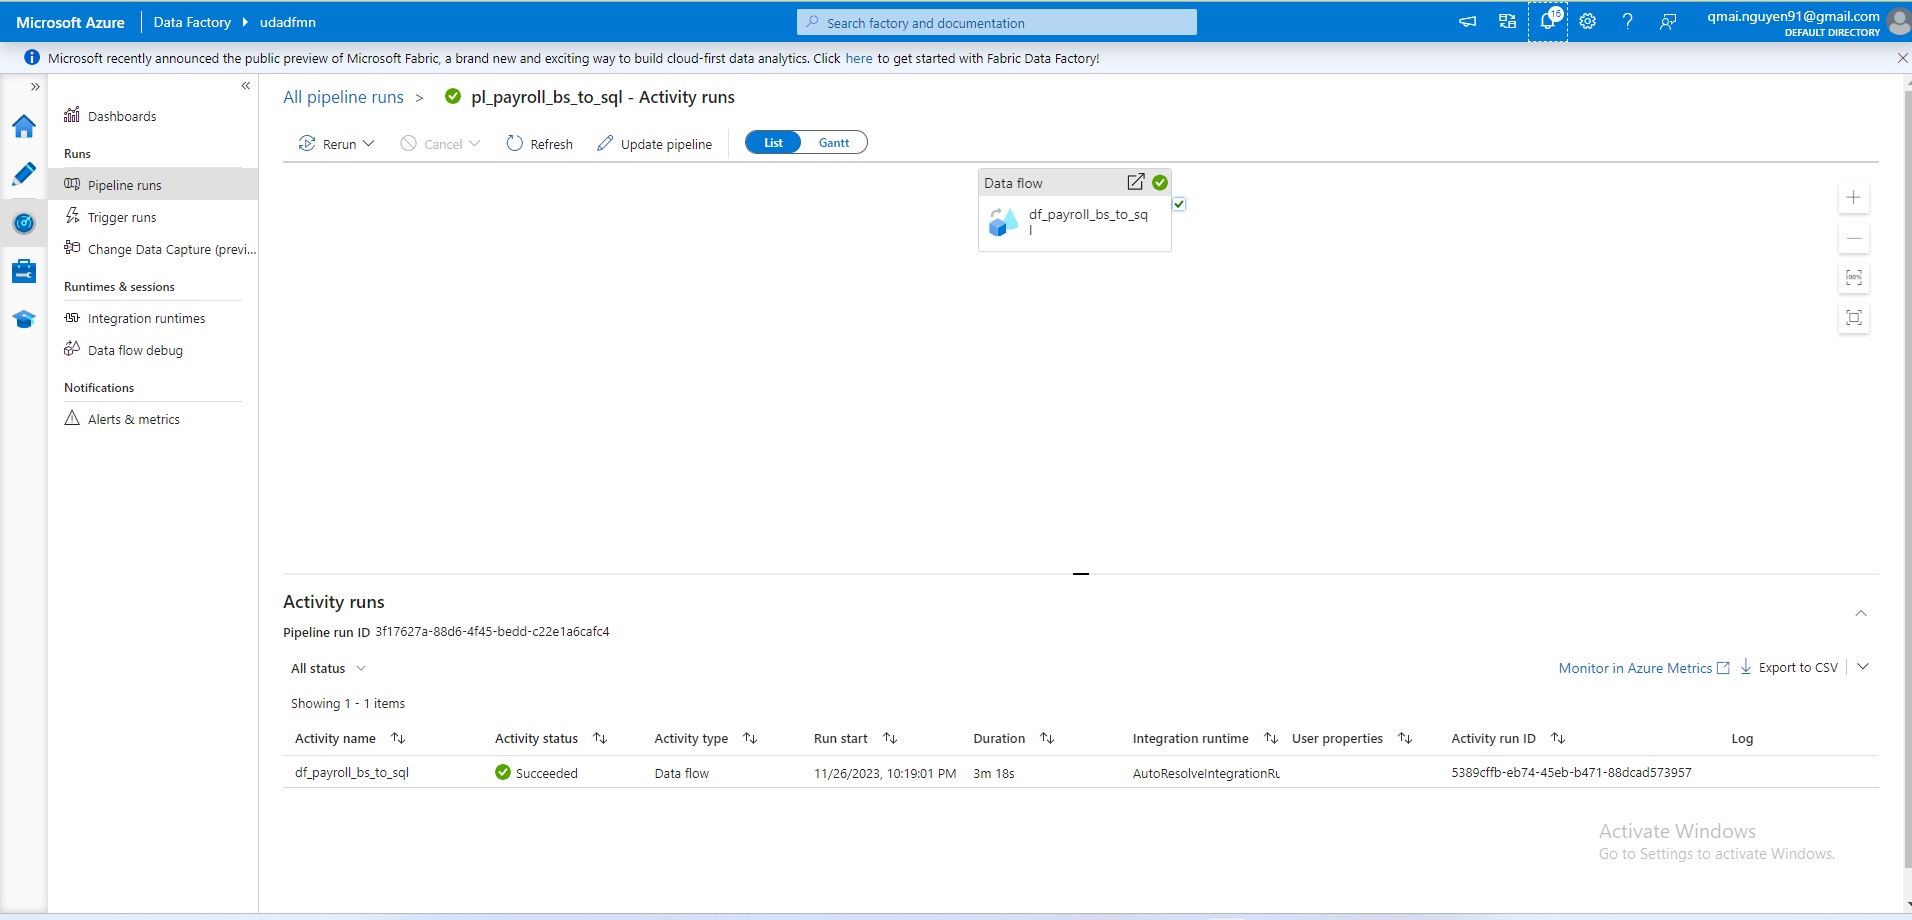 Microsoft Azure
Data Factory
udadfmn
Search factory and documentation
16
qmai.nguyen91@gmail.com
DEFAULT DIRECTORY
Microsoft recently announced the public preview of Microsoft Fabric, a brand new and exciting way to build cloud-first data analytics. Click here to get started with Fabric Data Factory!
Dashboards
Runs
Pipeline runs
Trigger runs
Change Data Capture (previ...
Runtimes & sessions
Integration runtimes
Data flow debug
Notifications
Alerts & metrics
All pipeline runs > pl_payroll_bs_to_sql - Activity runs
Rerun
Cancel
Refresh
Update pipeline
List
Gantt
Data flow
df_payroll_bs_to_sq
l
100%
Activity runs
Pipeline run ID 3f17627a-88d6-4f45-bedd-c22e1a6cafc4
All status
Monitor in Azure Metrics
Export to CSV
Showing 1 - 1 items
Activity name Activity status Activity type Run start Duration Integration runtime User properties Activity run ID Log
df_payroll_bs_to_sql Succeeded Data flow 11/26/2023, 10:19:01 PM 3m 18s AutoResolveIntegrationRu 5389cffb-eb74-45eb-b471-88dcad573957
Activate Windows
Go to Settings to activate Windows.